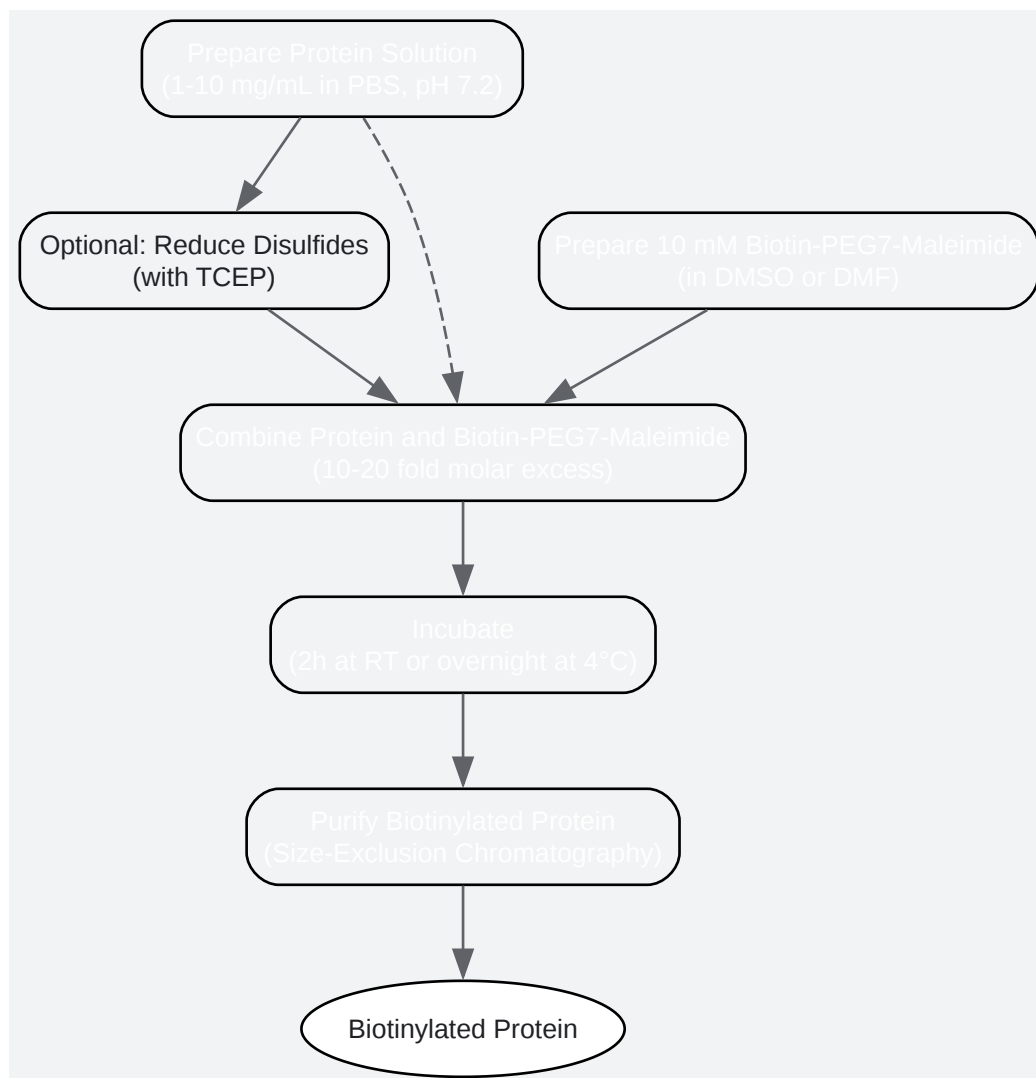 Prepare Protein Solution
(1-10 mg/mL in PBS, pH 7.2)
Optional: Reduce Disulfides
(with TCEP)
Prepare 10 mM Biotin-PEG7-Maleimide
(in DMSO or DMF)
Combine Protein and Biotin-PEG7-Maleimide
(10-20 fold molar excess)
Incubate
(2h at RT or overnight at 4°C)
Purify Biotinylated Protein
(Size-Exclusion Chromatography)
Biotinylated Protein